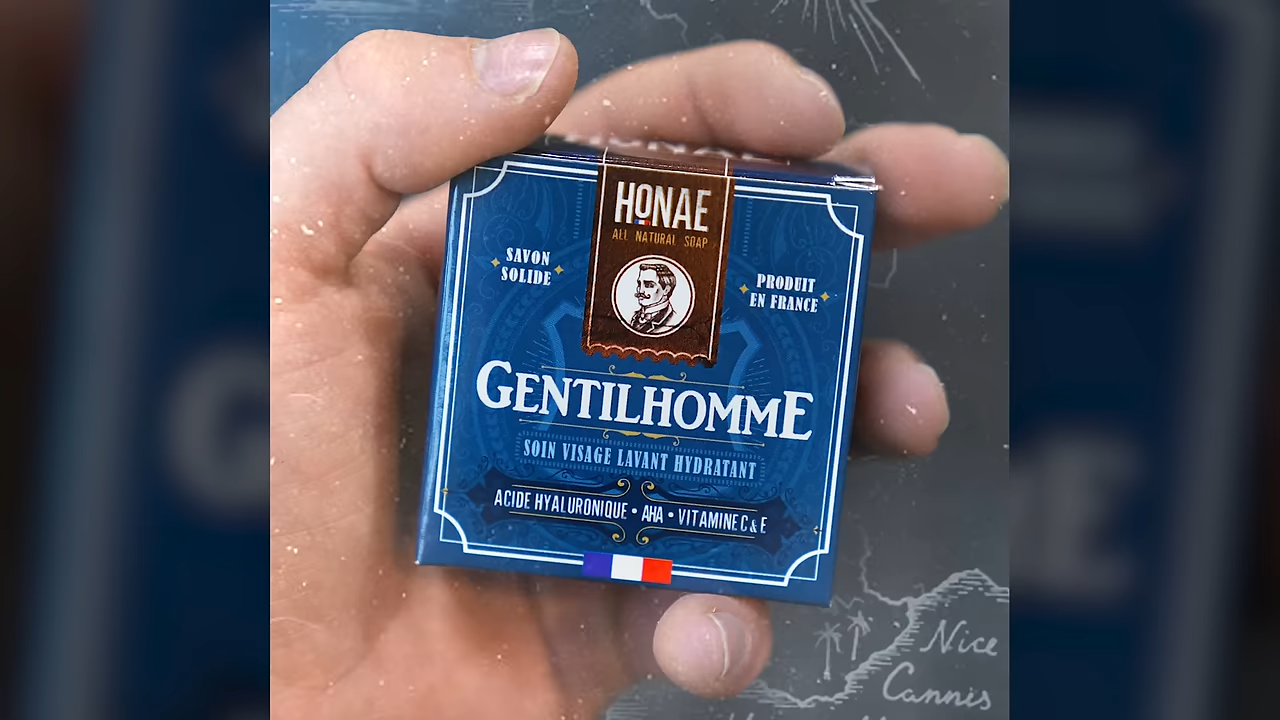 HONAE
ALL NATURAL SOAP
SAVON
SOLIDE
PRODUIT
EN FRANCE
GENTILHOMME
SOIN VISAGE LAVANT HYDRATANT
ACIDE HYALURONIQUE • AHA • VITAMINE C & E
Nice
Cannes